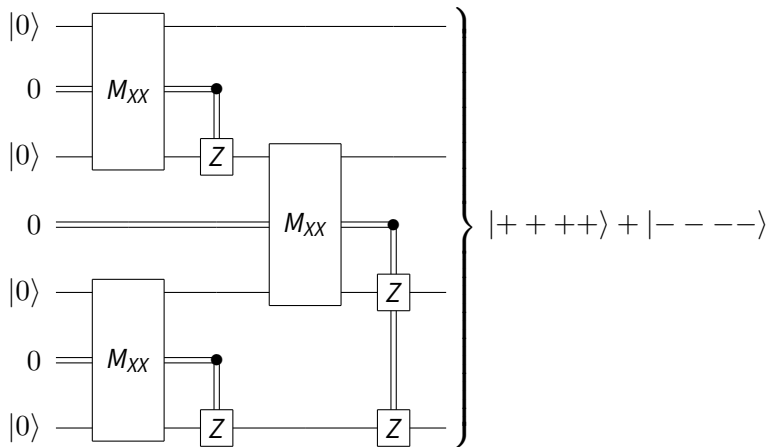 |0⟩
0 M_XX
|0⟩ Z
0 M_XX |+ + ++⟩ + |− − −−⟩
|0⟩ Z
0 M_XX
|0⟩ Z Z